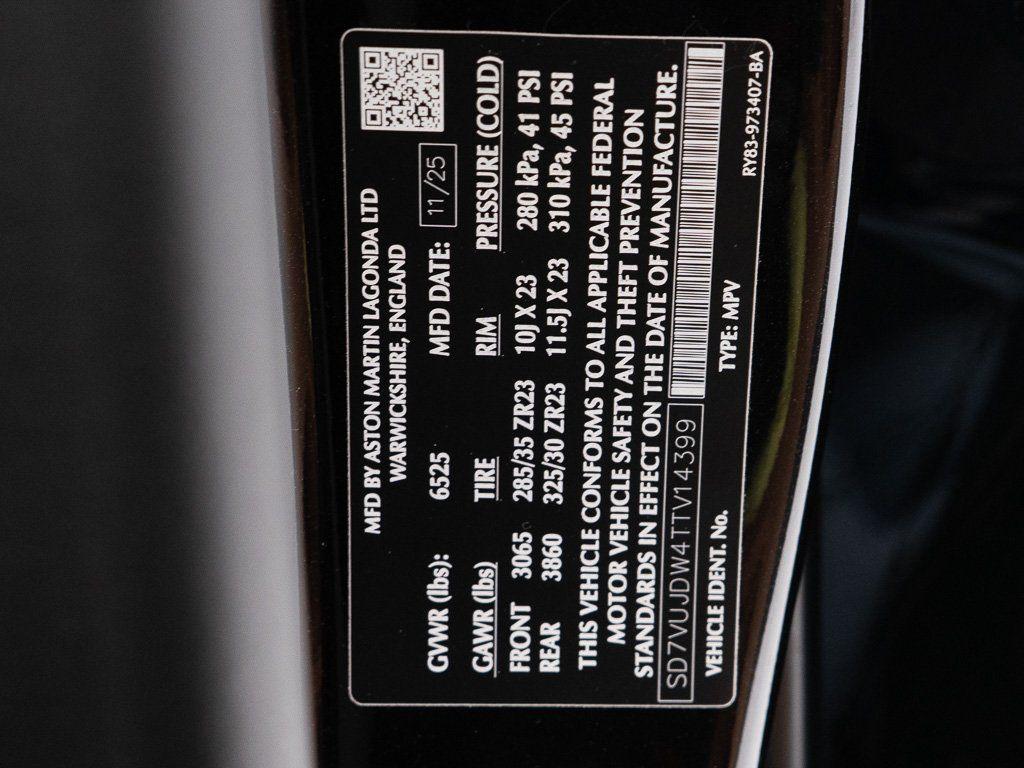 MFD BY ASTON MARTIN LAGONDA LTD
WARWICKSHIRE, ENGLAND
GVWR (lbs): 6525 MFD DATE: 11/25
GAWR (lbs) TIRE RIM PRESSURE (COLD)
FRONT 3065 285/35 ZR23 10J X 23 280 kPa, 41 PSI
REAR 3860 325/30 ZR23 11.5J X 23 310 kPa, 45 PSI
THIS VEHICLE CONFORMS TO ALL APPLICABLE FEDERAL
MOTOR VEHICLE SAFETY AND THEFT PREVENTION
STANDARDS IN EFFECT ON THE DATE OF MANUFACTURE.
SD7VUJDW4TTV14399
VEHICLE IDENT. No. TYPE: MPV
RY83-973407-BA